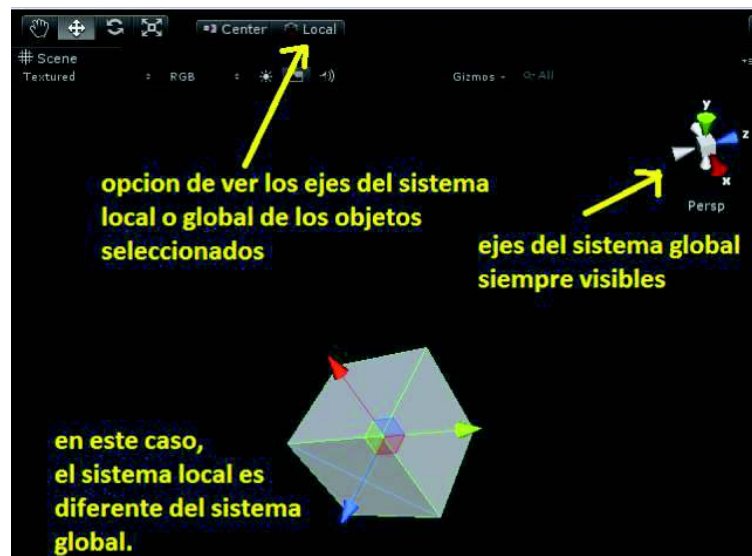 Center Local
# Scene
Textured RGB Gizmos All
y
z
x
Persp
opcion de ver los ejes del sistema
local o global de los objetos
seleccionados
ejes del sistema global
siempre visibles
en este caso,
el sistema local es
diferente del sistema
global.